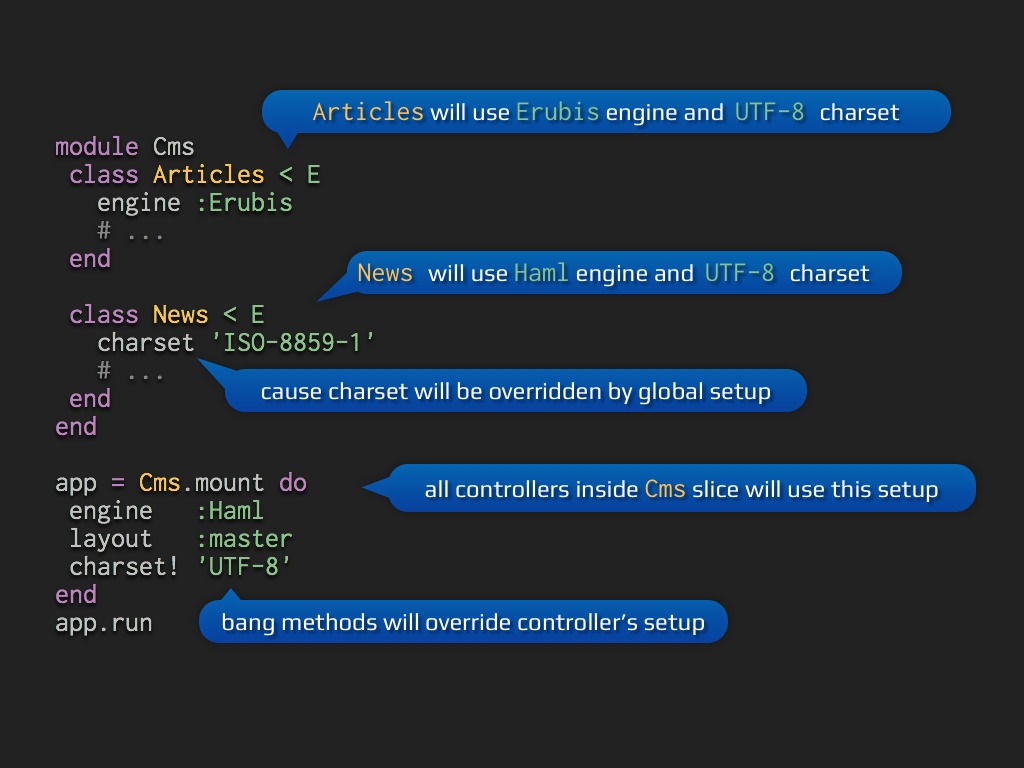 Articles will use Erubis engine and UTF-8 charset
module Cms
class Articles < E
engine :Erubis
# ...
end
News will use Haml engine and UTF-8 charset
class News < E
charset 'ISO-8859-1'
# ...
cause charset will be overridden by global setup
end
end
app = Cms.mount do
all controllers inside Cms slice will use this setup
engine :Haml
layout :master
charset! 'UTF-8'
end
app.run
bang methods will override controller's setup